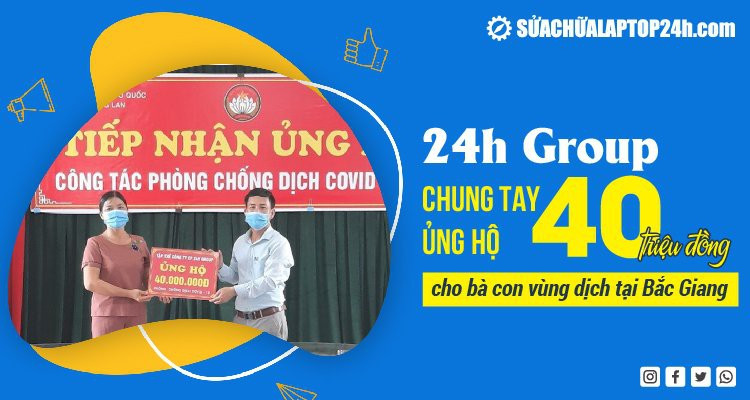 SỬACHỮALAPTOP24h.com
TIẾP NHẬN ỦNG
CÔNG TÁC PHÒNG CHỐNG DỊCH COVID
ỦNG HỘ
40.000.000Đ
24h Group
CHUNG TAY
ỦNG HỘ
40
triệu đồng
cho bà con vùng dịch tại Bắc Giang